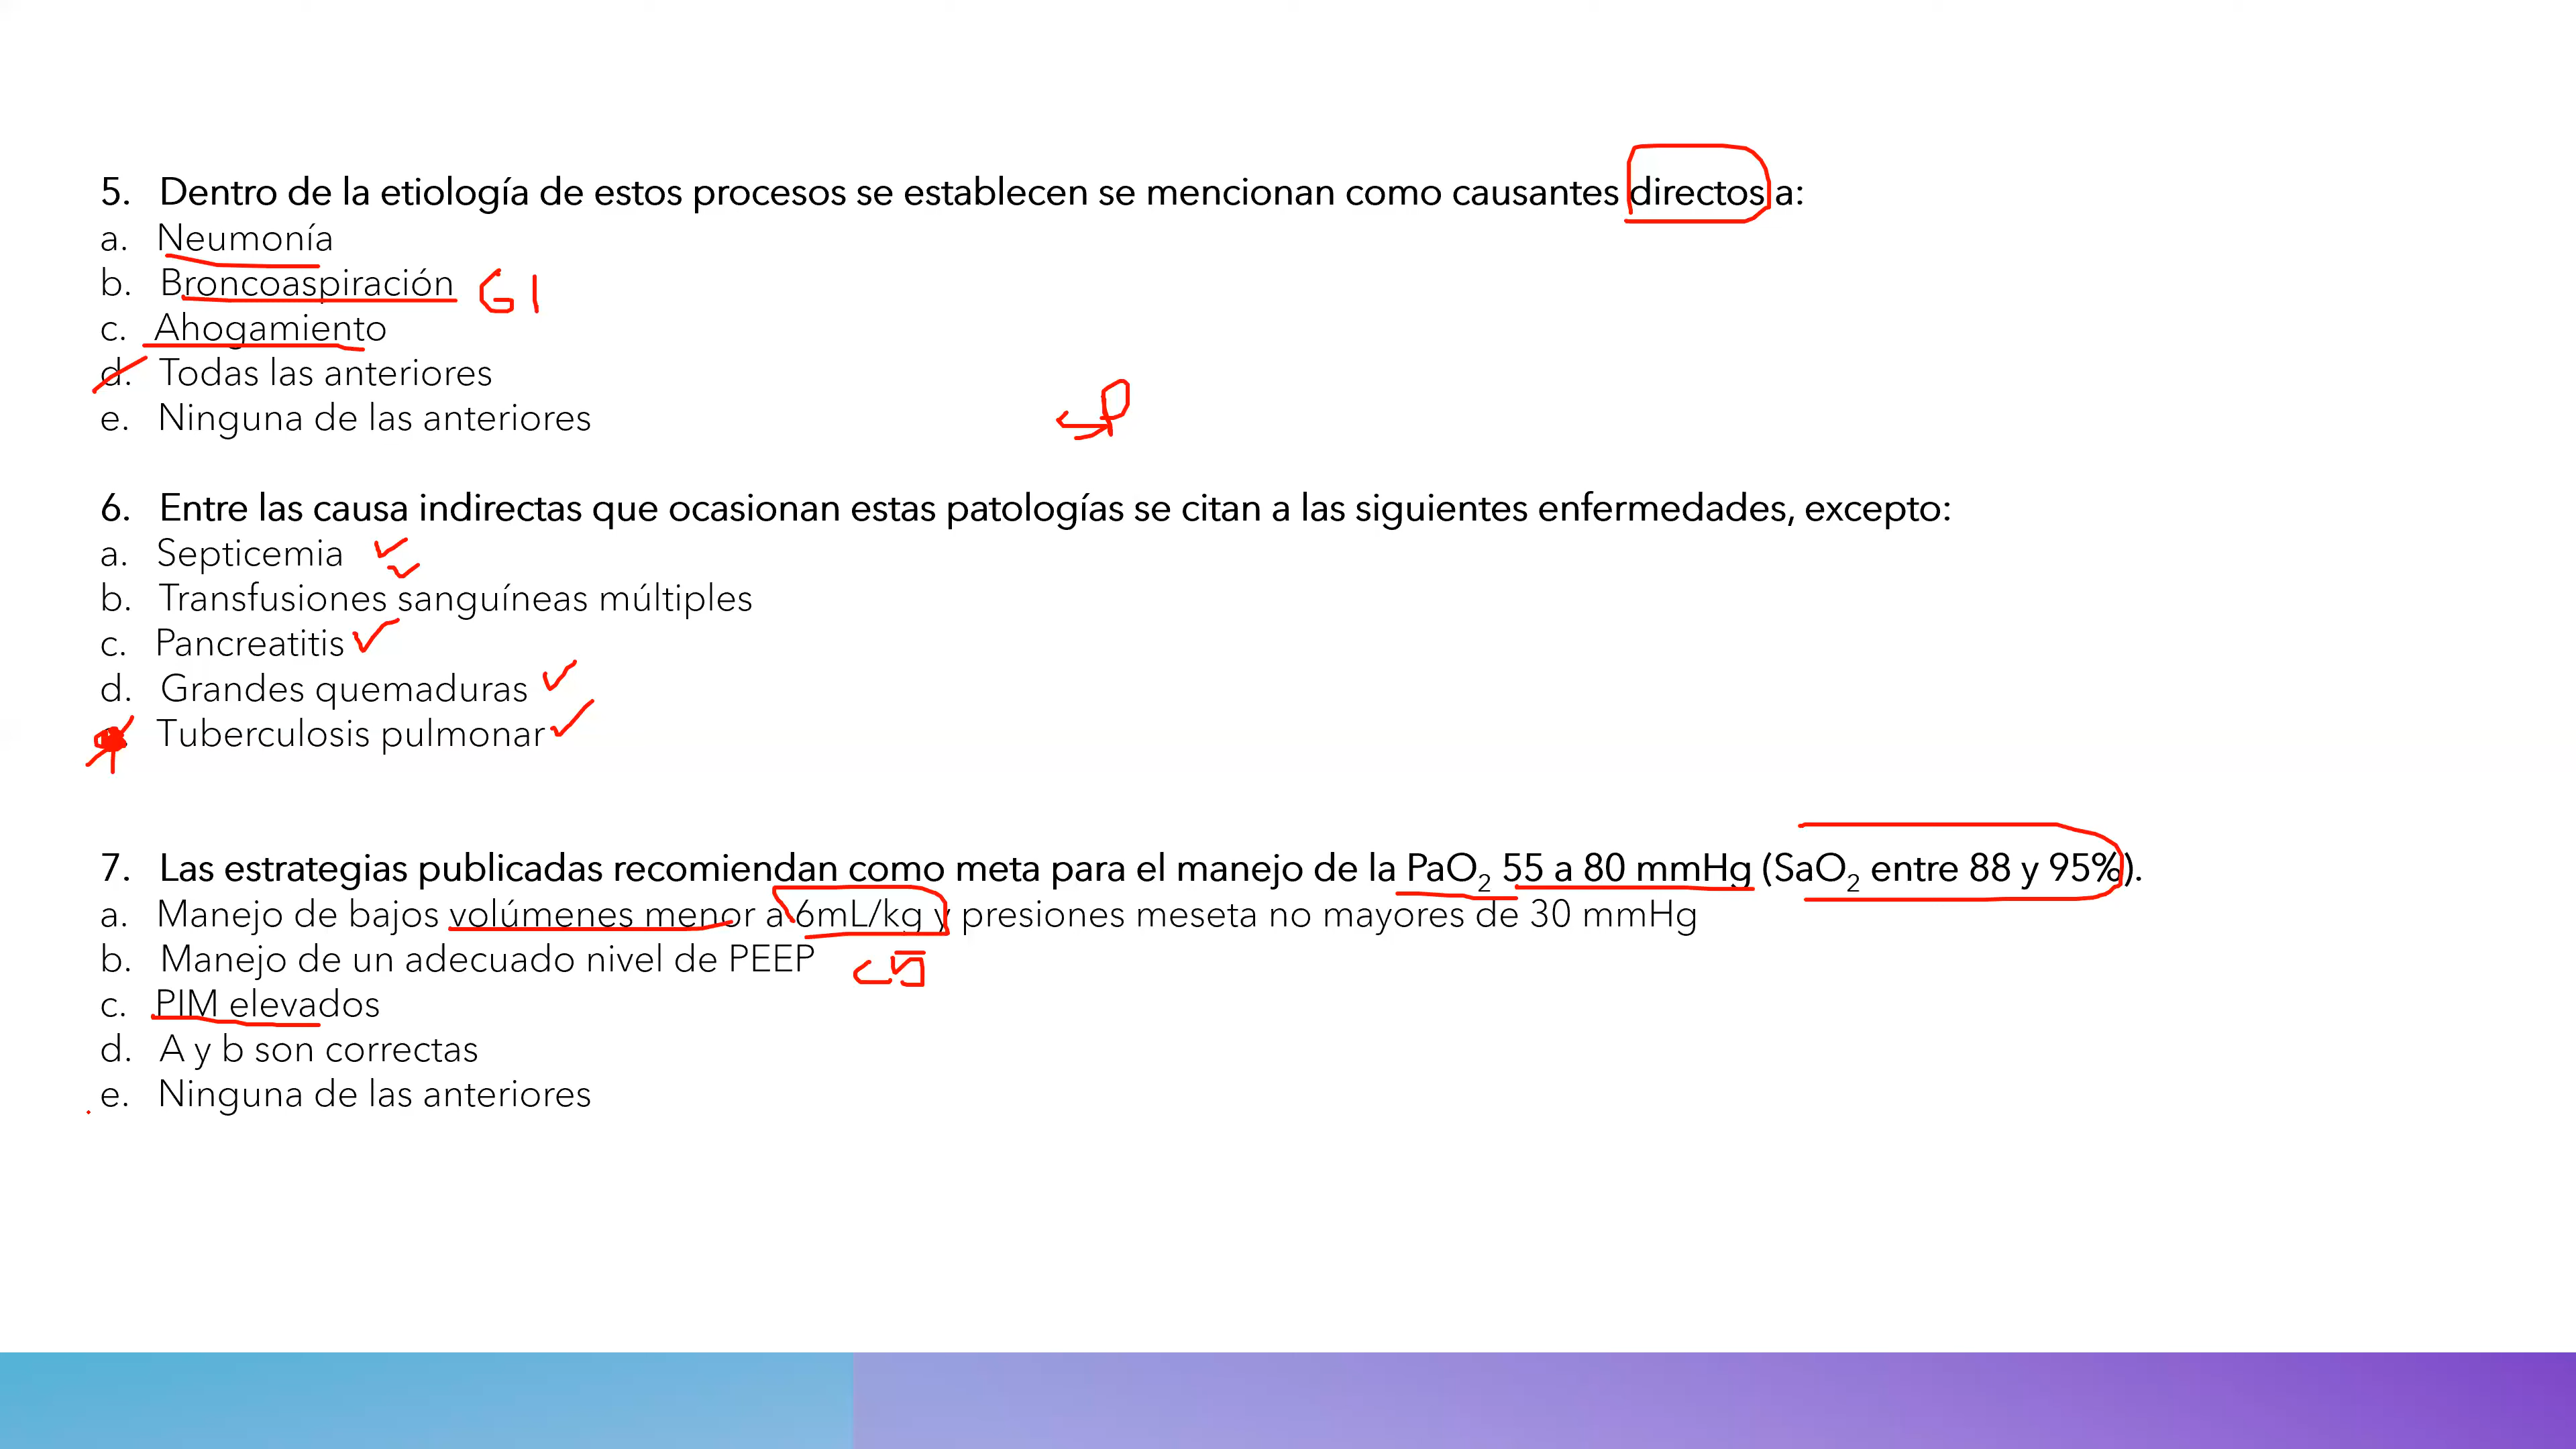 5. Dentro de la etiología de estos procesos se establecen se mencionan como causantes directos a:
a. Neumonía
b. Broncoaspiración GI
c. Ahogamiento
d. Todas las anteriores
e. Ninguna de las anteriores
6. Entre las causa indirectas que ocasionan estas patologías se citan a las siguientes enfermedades, excepto:
a. Septicemia
b. Transfusiones sanguíneas múltiples
c. Pancreatitis
d. Grandes quemaduras
Tuberculosis pulmonar
7. Las estrategias publicadas recomiendan como meta para el manejo de la PaO2 55 a 80 mmHg (SaO2 entre 88 y 95%).
a. Manejo de bajos volúmenes menor a 6mL/kg y presiones meseta no mayores de 30 mmHg
b. Manejo de un adecuado nivel de PEEP
c. PIM elevados
d. A y b son correctas
e. Ninguna de las anteriores